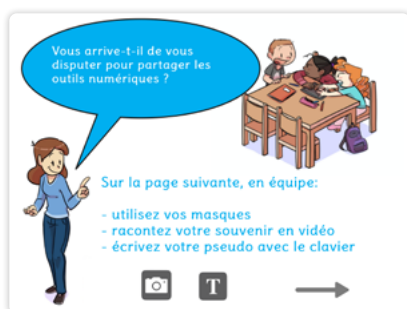 Vous arrive-t-il de vous
disputer pour partager les
outils numériques ?
Sur la page suivante, en équipe:
- utilisez vos masques
- racontez votre souvenir en vidéo
- écrivez votre pseudo avec le clavier
T